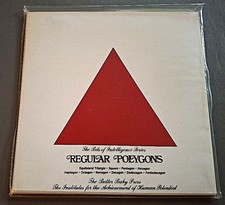 The Bits of Intelligence Series
REGULAR POLYGONS
Equilateral Triangle • Square • Pentagon • Hexagon
Heptagon • Octagon • Nonagon • Decagon • Dodecagon • Pentadecagon
The Better Baby Press
The Institutes for the Achievement of Human Potential